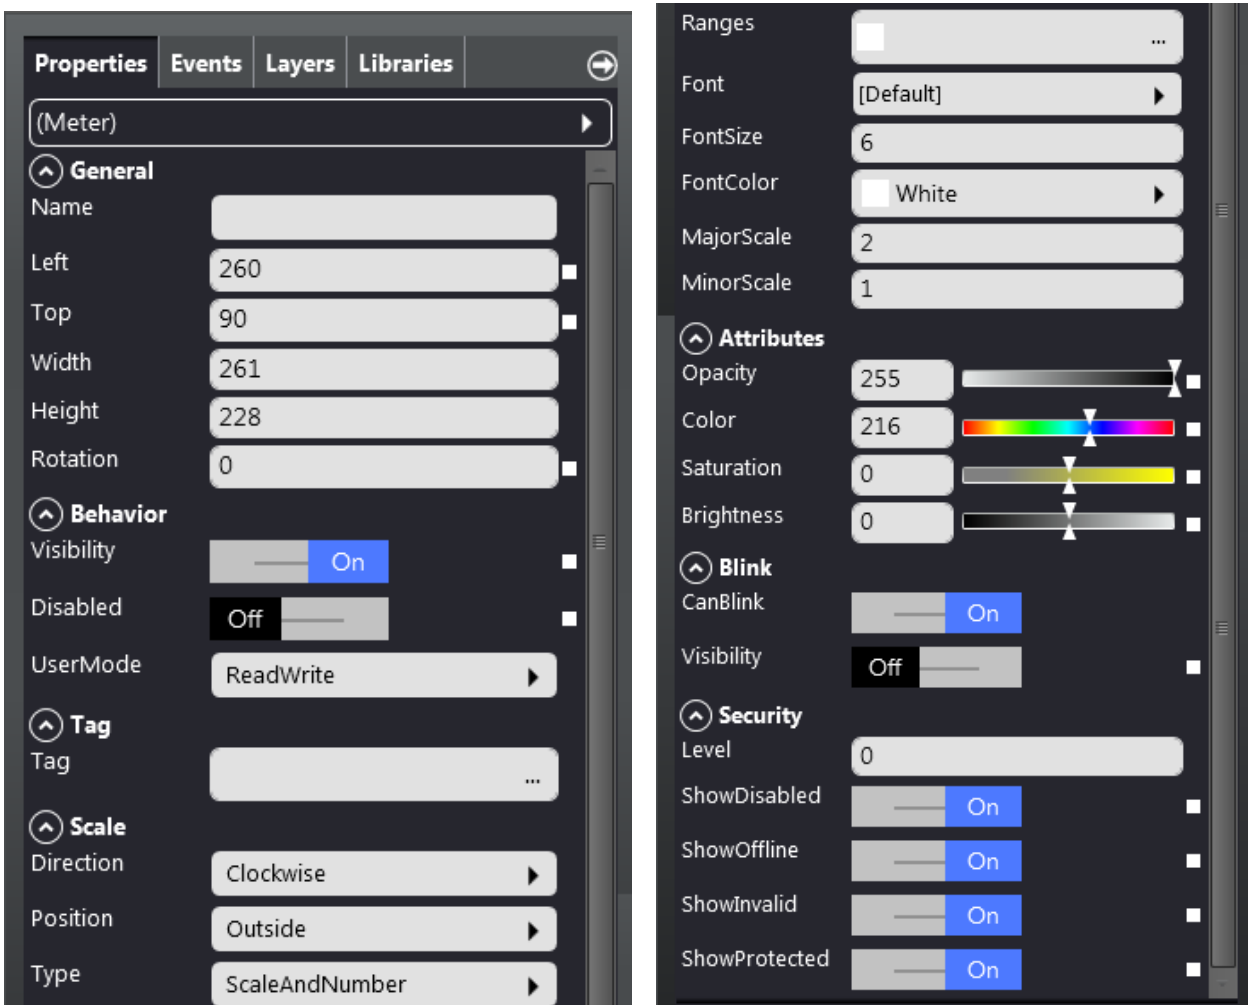 Properties Events Layers Libraries
(Meter)
General
Name
Left 260
Top 90
Width 261
Height 228
Rotation 0
Behavior
Visibility On
Disabled Off
UserMode ReadWrite
Tag
Tag ...
Scale
Direction Clockwise
Position Outside
Type ScaleAndNumber
Ranges ...
Font [Default]
FontSize 6
FontColor White
MajorScale 2
MinorScale 1
Attributes
Opacity 255
Color 216
Saturation 0
Brightness 0
Blink
CanBlink On
Visibility Off
Security
Level 0
ShowDisabled On
ShowOffline On
ShowInvalid On
ShowProtected On